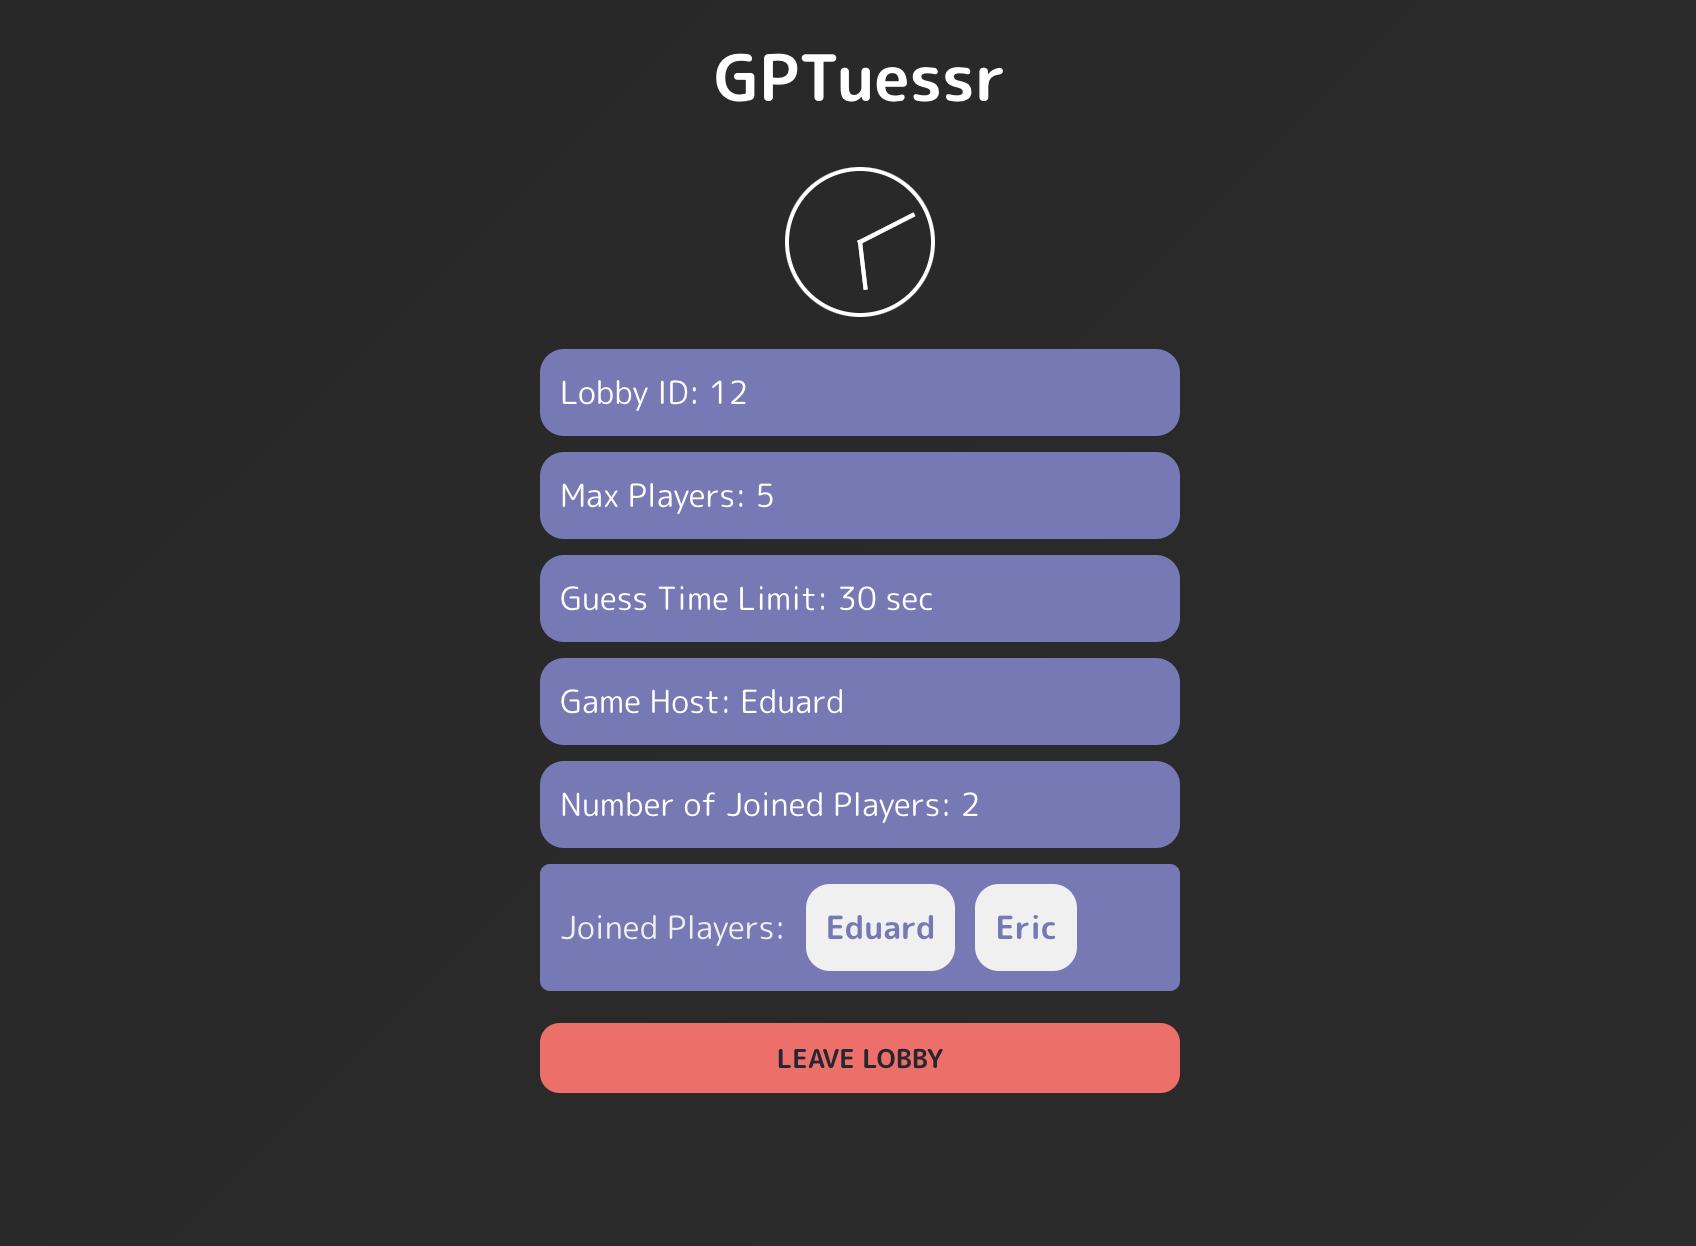 GPTuessr
Lobby ID: 12
Max Players: 5
Guess Time Limit: 30 sec
Game Host: Eduard
Number of Joined Players: 2
Joined Players: Eduard Eric
LEAVE LOBBY